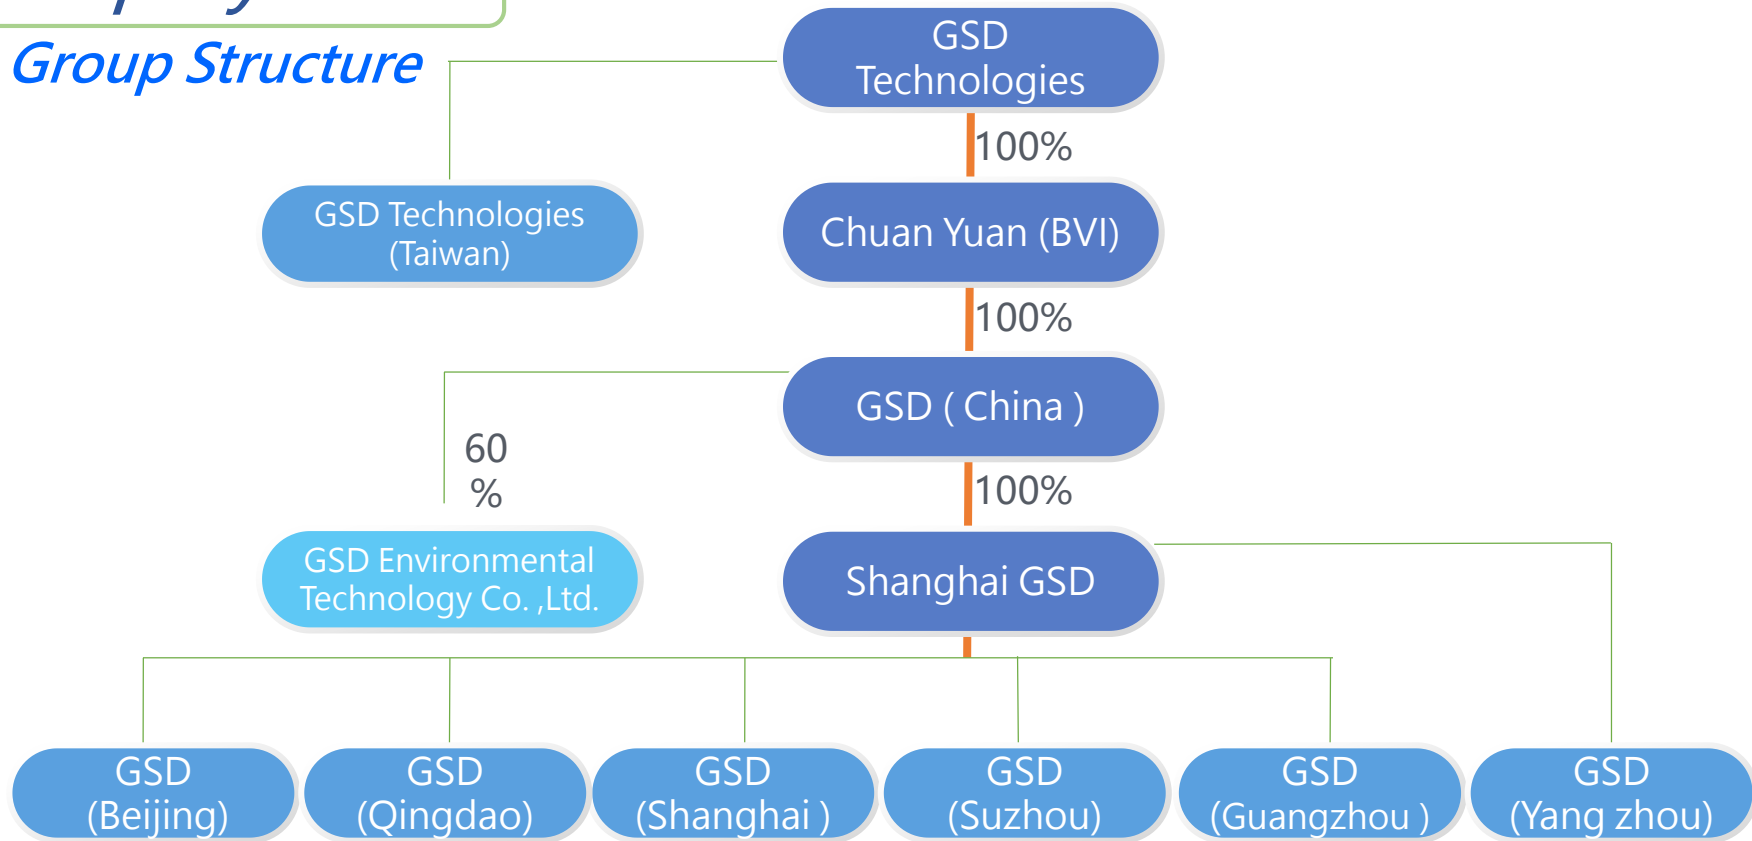 Group Structure
GSD
Technologies
100%
GSD Technologies
(Taiwan)
Chuan Yuan (BVI)
100%
GSD ( China )
60
%
100%
GSD Environmental
Technology Co. ,Ltd.
Shanghai GSD
GSD
(Beijing)
GSD
(Qingdao)
GSD
(Shanghai )
GSD
(Suzhou)
GSD
(Guangzhou )
GSD
(Yang zhou)